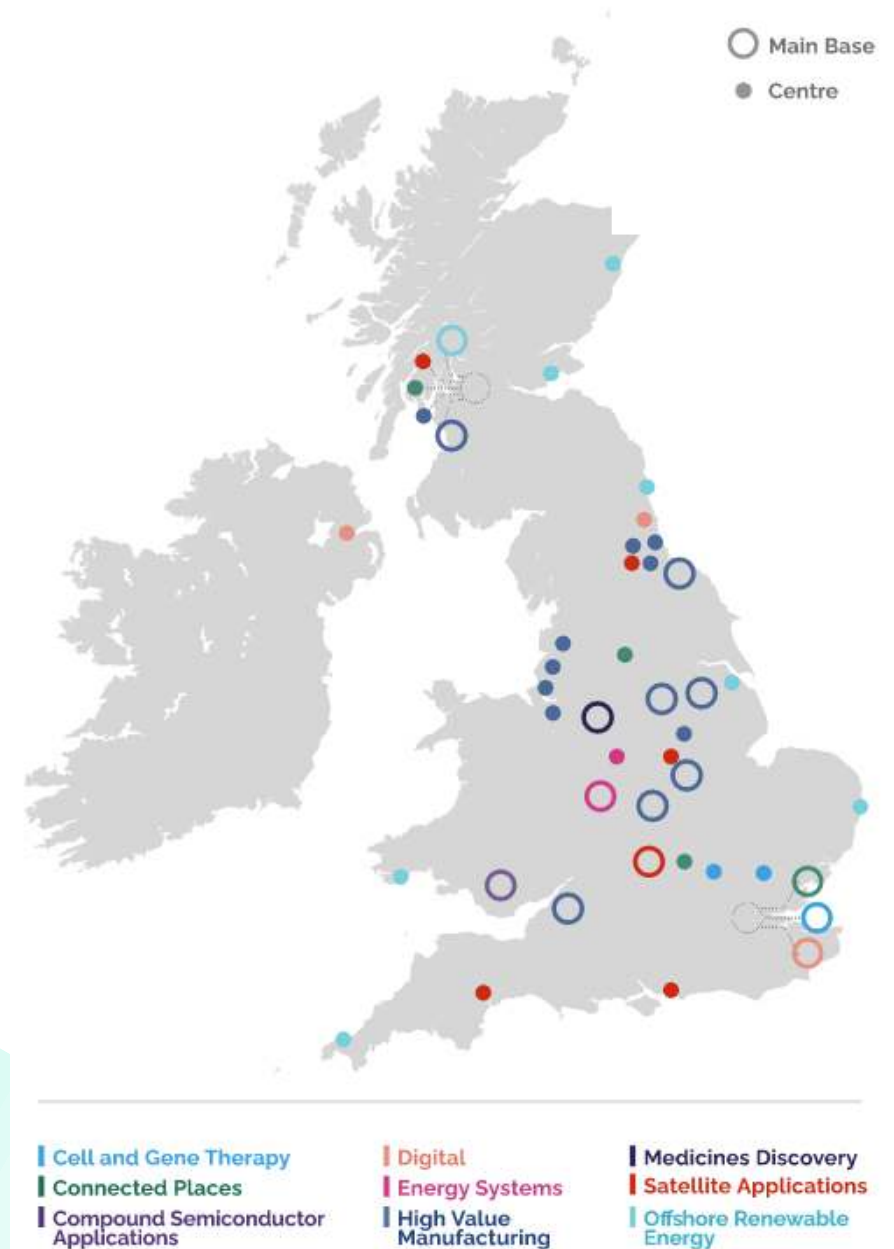 Main Base
Centre
Cell and Gene Therapy
Connected Places
Compound Semiconductor
Applications
Digital
Energy Systems
High Value
Manufacturing
Medicines Discovery
Satellite Applications
Offshore Renewable
Energy